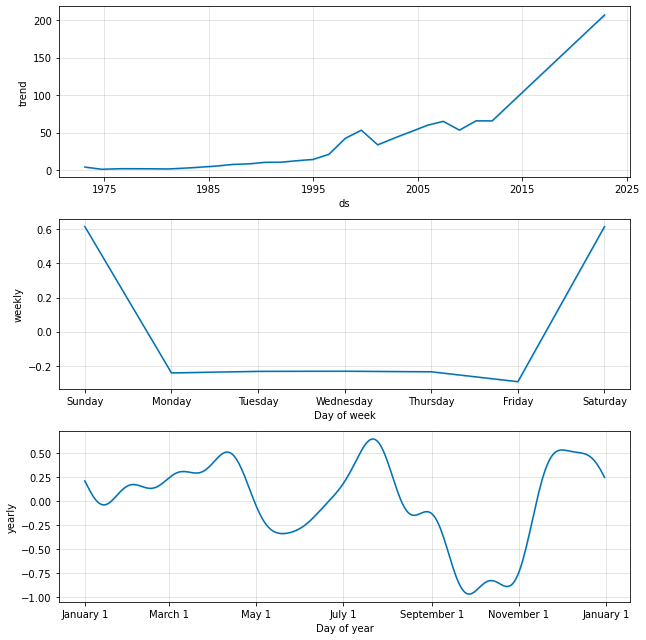 200
150
100
50
0
trend
1975 1985 1995 2005 2015 2025
ds
0.6
0.4
0.2
0.0
−0.2
weekly
Sunday Monday Tuesday Wednesday Thursday Friday Saturday
Day of week
0.50
0.25
0.00
−0.25
−0.50
−0.75
−1.00
yearly
January 1 March 1 May 1 July 1 September 1 November 1 January 1
Day of year